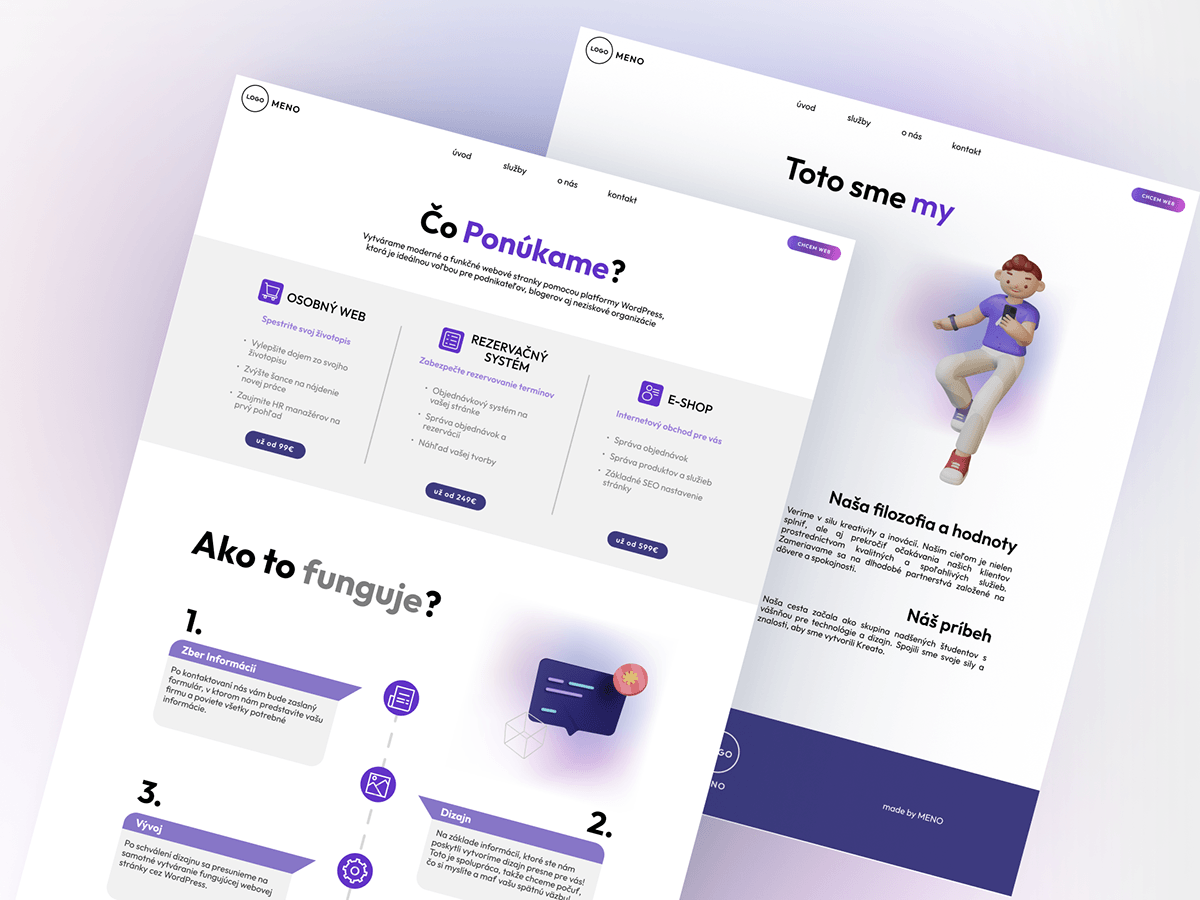 LOGO MENO
úvod
služby
o nás
kontakt
CHCEM WEB
Čo Ponúkame?
Vytvárame moderné a funkčné webové stranky pomocou platformy WordPress,
ktorá je ideálnou voľbou pre podnikateľov, blogerov aj neziskové organizácie
OSOBNÝ WEB
Spestrite svoj životopis
• Vylepšite dojem zo svojho
životopisu
• Zvýšte šance na nájdenie
novej práce
• Zaujmite HR manažérov na
prvý pohľad
už od 99€
REZERVAČNÝ
SYSTÉM
Zabezpečte rezervovanie termínov
• Objednávkový systém na
vašej stránke
• Správa objednávok a
rezervácií
• Náhľad vašej tvorby
už od 249€
E-SHOP
Internetový obchod pre vás
• Správa objednávok
• Správa produktov a služieb
• Základné SEO nastavenie
stránky
už od 599€
Ako to funguje?
1.
Zber Informácií
Po kontaktovaní nás vám bude zaslaný
formulár, v ktorom nám predstavíte vašu
firmu a poviete všetky potrebné
informácie.
2.
Dizajn
Na základe informácií, ktoré ste nám
poskytli vytvoríme dizajn presne pre vás!
Toto je spolupráca, takže chceme počuť,
čo si myslíte a mať vašu spätnú väzbu!
3.
Vývoj
Po schválení dizajnu sa presunieme na
samotné vytváranie fungujúcej webovej
stránky cez WordPress.
LOGO MENO
úvod
služby
o nás
kontakt
CHCEM WEB
Toto sme my
Naša filozofia a hodnoty
Veríme v silu kreativity a inovácií. Naším cieľom je nielen
splniť, ale aj prekročiť očakávania našich klientov
prostredníctvom kvalitných a spoľahlivých služieb.
Zameriavame sa na dlhodobé partnerstvá založené na
dôvere a spokojnosti.
Náš príbeh
Naša cesta začala ako skupina nadšených študentov s
vášňou pre technológie a dizajn. Spojili sme svoje sily a
znalosti, aby sme vytvorili Kreato.
GO
NO
made by MENO